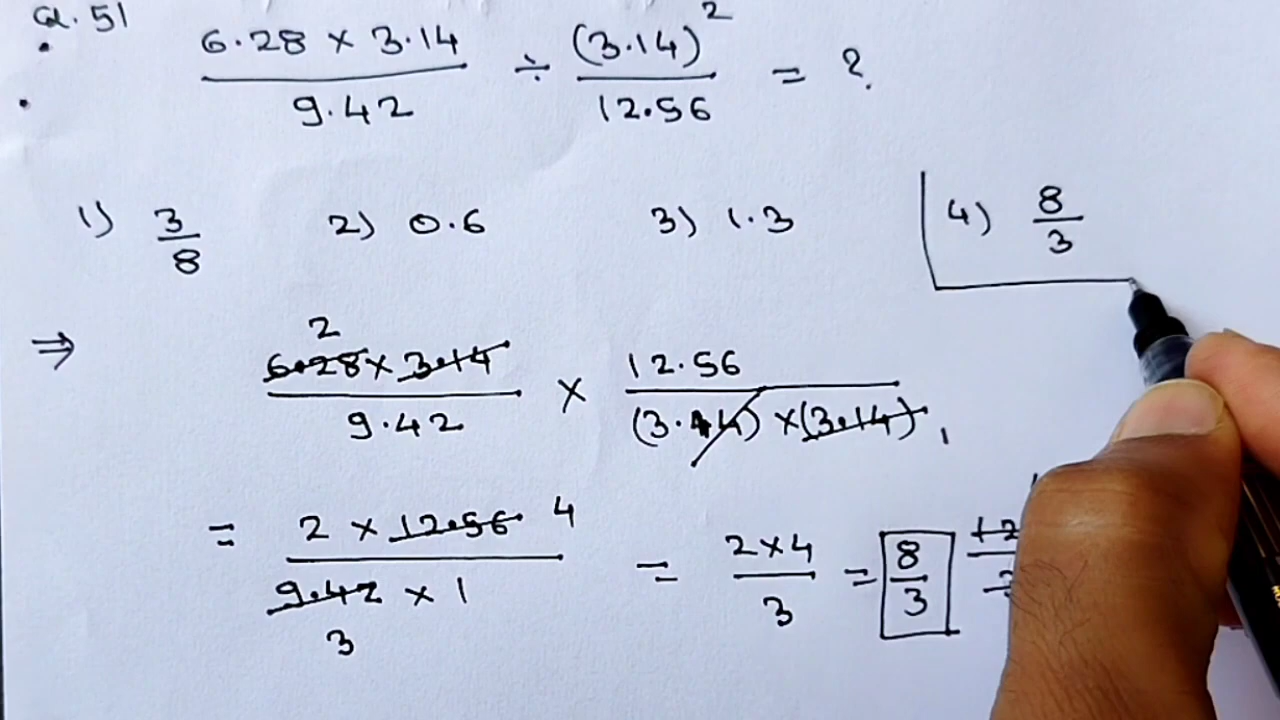 Q. 51
6.28 × 3.14 / 9.42 ÷ (3.14)² / 12.56 = ?
1) 3/8 2) 0.6 3) 1.3 4) 8/3
⇒ 2
6.28 × 3.14 / 9.42 × 12.56 / (3.14) × (3.14)
= 2 × 12.56 4 / 9.42 × 1 = 2×4 / 3 = 8/3
3